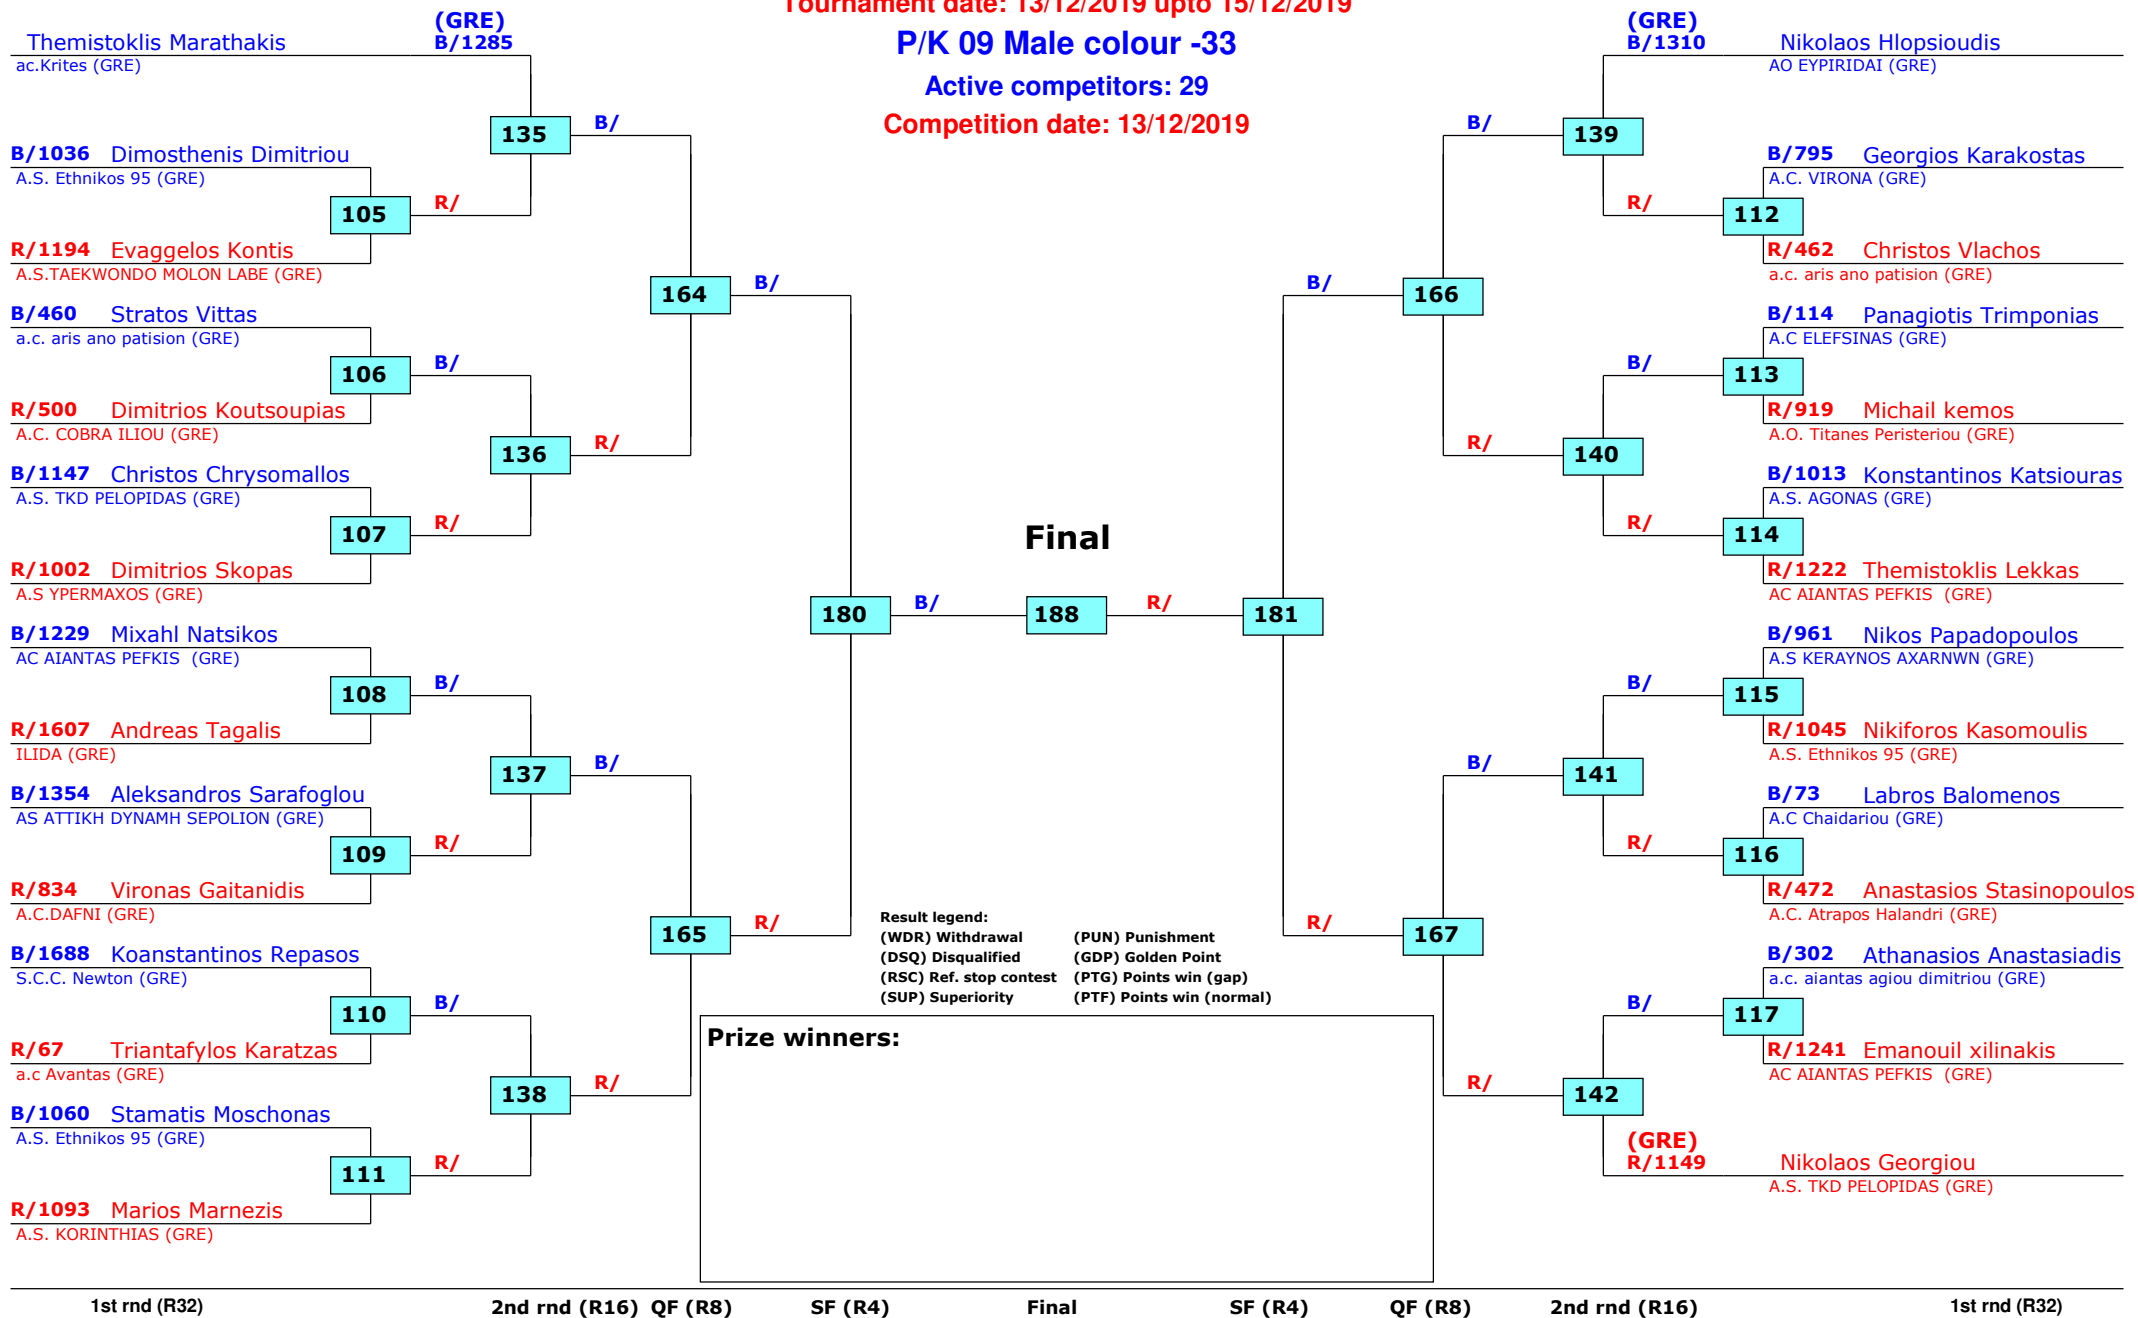 Tournament date: 13/12/2019 upto 15/12/2019
P/K 09 Male colour -33
Active competitors: 29
Competition date: 13/12/2019
(GRE)
Themistoklis Marathakis B/1285
ac.Krites (GRE)
135
B/
B/1036 Dimosthenis Dimitriou
A.S. Ethnikos 95 (GRE)
105
R/
R/1194 Evaggelos Kontis
A.S.TAEKWONDO MOLON LABE (GRE)
164
B/
B/460 Stratos Vittas
a.c. aris ano patision (GRE)
106
B/
R/500 Dimitrios Koutsoupias
A.C. COBRA ILIOU (GRE)
136
R/
B/1147 Christos Chrysomallos
A.S. TKD PELOPIDAS (GRE)
107
R/
R/1002 Dimitrios Skopas
A.S YPERMAXOS (GRE)
180
B/
B/1229 Mixahl Natsikos
AC AIANTAS PEFKIS (GRE)
108
B/
R/1607 Andreas Tagalis
ILIDA (GRE)
137
B/
B/1354 Aleksandros Sarafoglou
AS ATTIKH DYNAMH SEPOLION (GRE)
109
R/
R/834 Vironas Gaitanidis
A.C.DAFNI (GRE)
165
R/
B/1688 Koanstantinos Repasos
S.C.C. Newton (GRE)
110
B/
R/67 Triantafylos Karatzas
a.c Avantas (GRE)
138
R/
B/1060 Stamatis Moschonas
A.S. Ethnikos 95 (GRE)
111
R/
R/1093 Marios Marnezis
A.S. KORINTHIAS (GRE)
Final
188
R/
(GRE)
B/1310 Nikolaos Hlopsioudis
AO EYPIRIDAI (GRE)
B/
139
B/795 Georgios Karakostas
A.C. VIRONA (GRE)
R/
112
R/462 Christos Vlachos
a.c. aris ano patision (GRE)
B/
166
B/114 Panagiotis Trimponias
A.C ELEFSINAS (GRE)
B/
113
R/919 Michail kemos
A.O. Titanes Peristeriou (GRE)
R/
140
B/1013 Konstantinos Katsiouras
A.S. AGONAS (GRE)
R/
114
R/1222 Themistoklis Lekkas
AC AIANTAS PEFKIS (GRE)
181
B/961 Nikos Papadopoulos
A.S KERAYNOS AXARNWN (GRE)
B/
115
R/1045 Nikiforos Kasomoulis
A.S. Ethnikos 95 (GRE)
B/
141
B/73 Labros Balomenos
A.C Chaidariou (GRE)
R/
116
R/472 Anastasios Stasinopoulos
A.C. Atrapos Halandri (GRE)
R/
167
B/302 Athanasios Anastasiadis
a.c. aiantas agiou dimitriou (GRE)
B/
117
R/1241 Emanouil xilinakis
AC AIANTAS PEFKIS (GRE)
R/
142
(GRE)
R/1149 Nikolaos Georgiou
A.S. TKD PELOPIDAS (GRE)
Result legend:
(WDR) Withdrawal (PUN) Punishment
(DSQ) Disqualified (GDP) Golden Point
(RSC) Ref. stop contest (PTG) Points win (gap)
(SUP) Superiority (PTF) Points win (normal)
Prize winners:
1st rnd (R32) 2nd rnd (R16) QF (R8) SF (R4) Final SF (R4) QF (R8) 2nd rnd (R16) 1st rnd (R32)